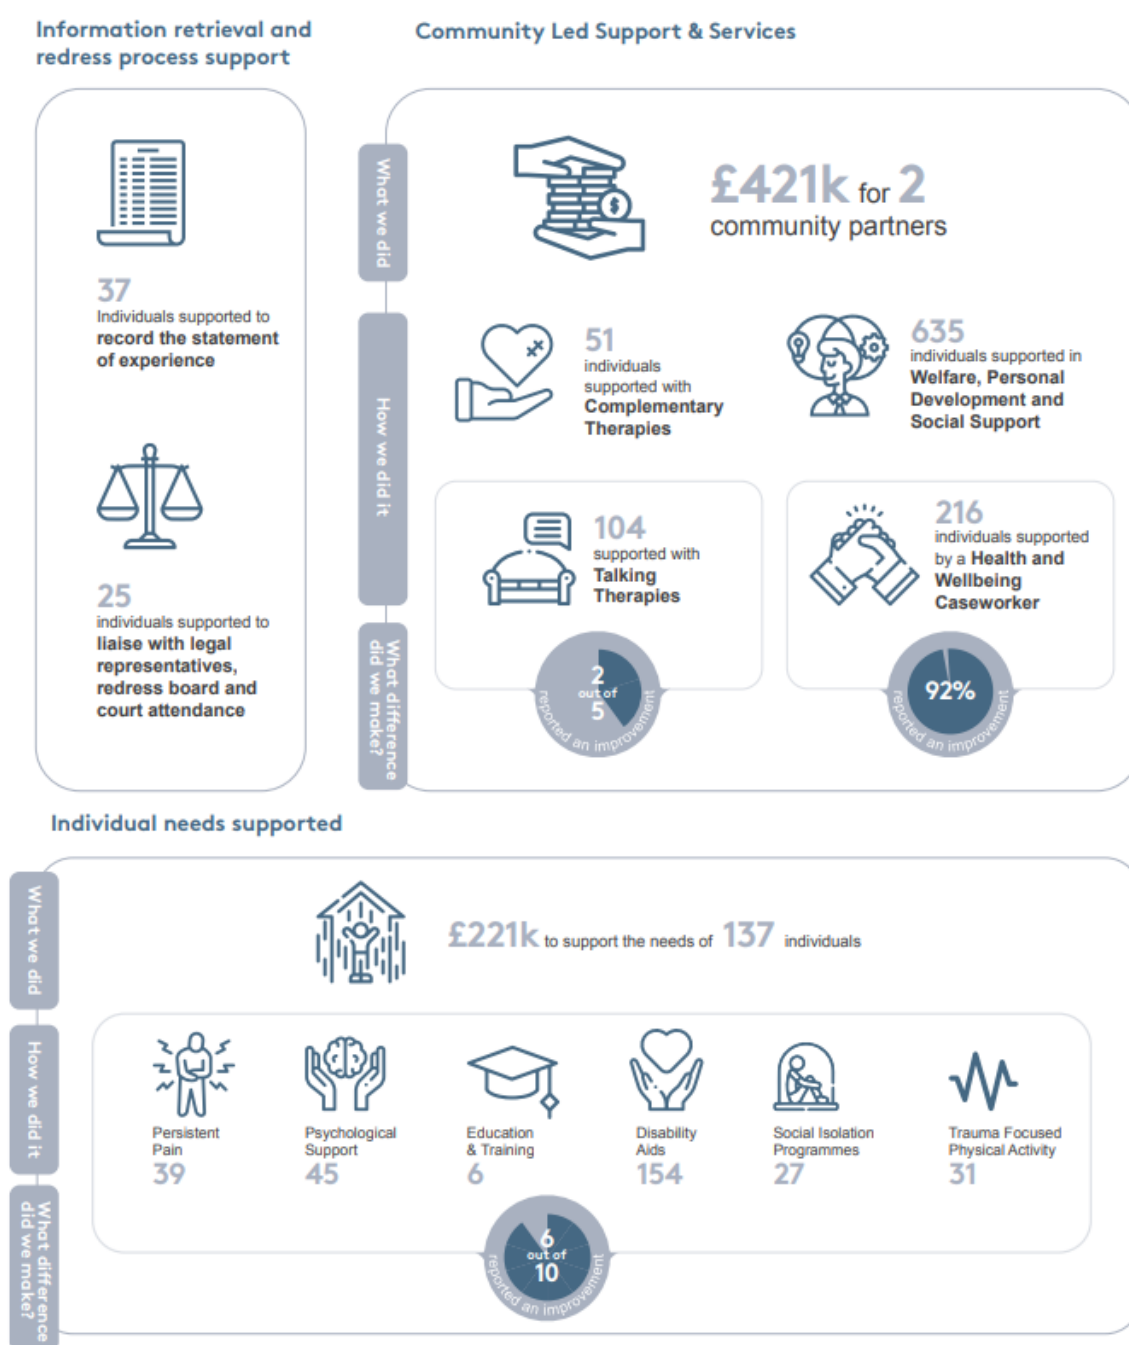 Information retrieval and
redress process support
37
Individuals supported to
record the statement
of experience
25
individuals supported to
liaise with legal
representatives,
redress board and
court attendance
Community Led Support & Services
What we did
£421k for 2
community partners
How we did it
51
individuals
supported with
Complementary
Therapies
635
individuals supported in
Welfare, Personal
Development and
Social Support
104
supported with
Talking
Therapies
216
individuals supported
by a Health and
Wellbeing
Caseworker
What difference
did we make?
2
out of
5
reported an improvement
92%
reported an improvement
Individual needs supported
What we did
£221k to support the needs of 137 individuals
How we did it
Persistent
Pain
39
Psychological
Support
45
Education
& Training
6
Disability
Aids
154
Social Isolation
Programmes
27
Trauma Focused
Physical Activity
31
What difference
did we make?
6
out of
10
reported an improvement